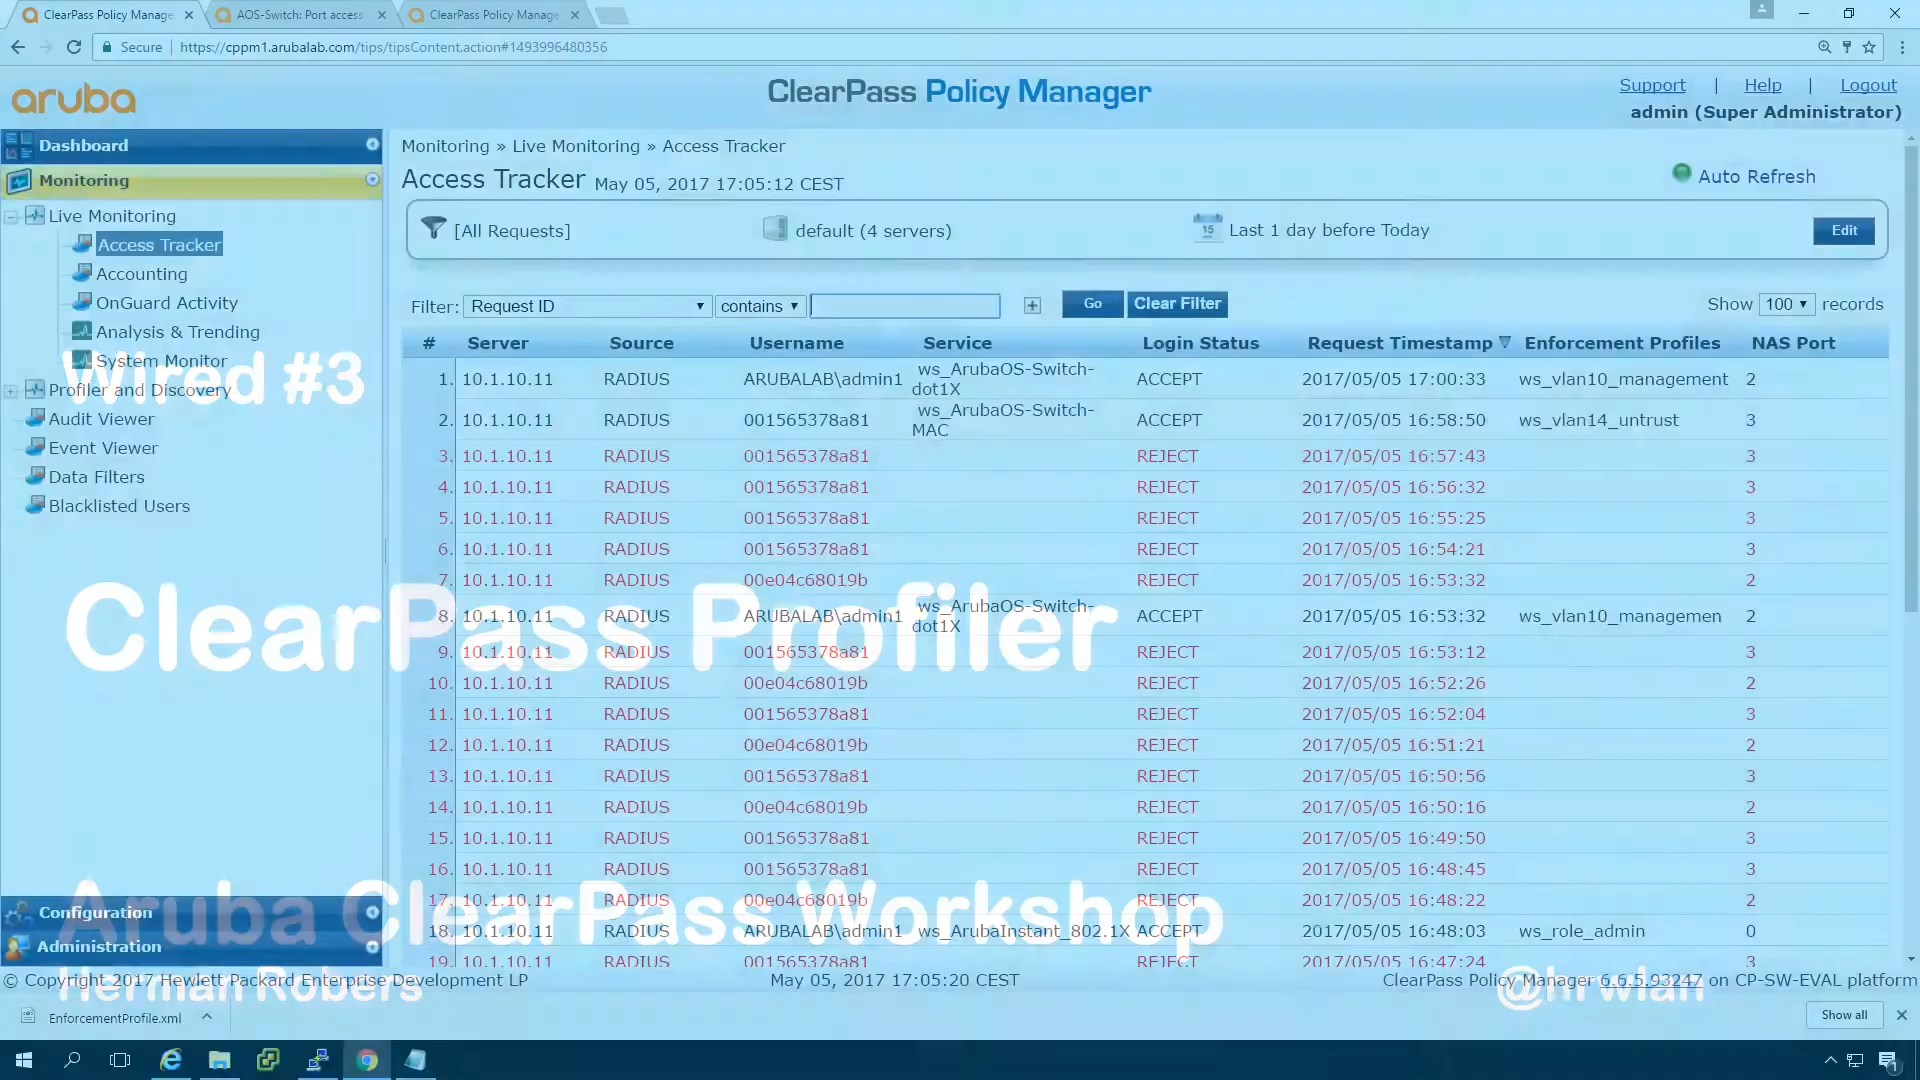 ClearPass Policy Manage
AOS-Switch: Port access
ClearPass Policy Manage
Secure
https://cppm1.arubalab.com/tips/tipsContent.action#1493996480356
aruba
ClearPass Policy Manager
Support | Help | Logout
admin (Super Administrator)
Dashboard
Monitoring
Live Monitoring
Access Tracker
Accounting
OnGuard Activity
Analysis & Trending
System Monitor
Profiler and Discovery
Audit Viewer
Event Viewer
Data Filters
Blacklisted Users
Configuration
Administration
Monitoring » Live Monitoring » Access Tracker
Access Tracker May 05, 2017 17:05:12 CEST
Auto Refresh
[All Requests]
default (4 servers)
15
Last 1 day before Today
Edit
Filter: Request ID contains Go Clear Filter
Show 100 records
# Server Source Username Service Login Status Request Timestamp Enforcement Profiles NAS Port
1. 10.1.10.11 RADIUS ARUBALAB\admin1 ws_ArubaOS-Switch-dot1X ACCEPT 2017/05/05 17:00:33 ws_vlan10_management 2
2. 10.1.10.11 RADIUS 001565378a81 ws_ArubaOS-Switch-MAC ACCEPT 2017/05/05 16:58:50 ws_vlan14_untrust 3
3. 10.1.10.11 RADIUS 001565378a81 REJECT 2017/05/05 16:57:43 3
4. 10.1.10.11 RADIUS 001565378a81 REJECT 2017/05/05 16:56:32 3
5. 10.1.10.11 RADIUS 001565378a81 REJECT 2017/05/05 16:55:25 3
6. 10.1.10.11 RADIUS 001565378a81 REJECT 2017/05/05 16:54:21 3
7. 10.1.10.11 RADIUS 00e04c68019b REJECT 2017/05/05 16:53:32 2
8. 10.1.10.11 RADIUS ARUBALAB\admin1 ws_ArubaOS-Switch-dot1X ACCEPT 2017/05/05 16:53:32 ws_vlan10_managemen 2
9. 10.1.10.11 RADIUS 001565378a81 REJECT 2017/05/05 16:53:12 3
10. 10.1.10.11 RADIUS 00e04c68019b REJECT 2017/05/05 16:52:26 2
11. 10.1.10.11 RADIUS 001565378a81 REJECT 2017/05/05 16:52:04 3
12. 10.1.10.11 RADIUS 00e04c68019b REJECT 2017/05/05 16:51:21 2
13. 10.1.10.11 RADIUS 001565378a81 REJECT 2017/05/05 16:50:56 3
14. 10.1.10.11 RADIUS 00e04c68019b REJECT 2017/05/05 16:50:16 2
15. 10.1.10.11 RADIUS 001565378a81 REJECT 2017/05/05 16:49:50 3
16. 10.1.10.11 RADIUS 001565378a81 REJECT 2017/05/05 16:48:45 3
17. 10.1.10.11 RADIUS 00e04c68019b REJECT 2017/05/05 16:48:22 2
18. 10.1.10.11 RADIUS ARUBALAB\admin1 ws_ArubaInstant_802.1X ACCEPT 2017/05/05 16:48:03 ws_role_admin 0
19. 10.1.10.11 RADIUS 001565378a81 REJECT 2017/05/05 16:47:24 3
Wired #3
ClearPass Profiler
Aruba ClearPass Workshop
Herman Robers
@hrwlan
© Copyright 2017 Hewlett Packard Enterprise Development LP
May 05, 2017 17:05:20 CEST
ClearPass Policy Manager 6.6.5.93247 on CP-SW-EVAL platform
EnforcementProfile.xml
Show all
1